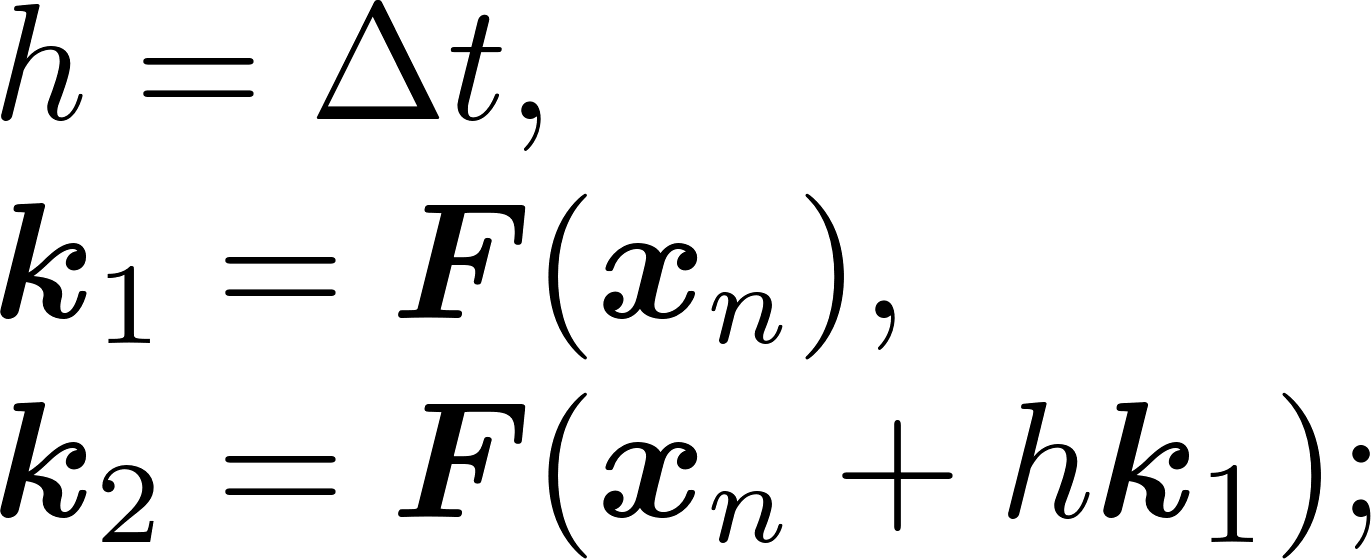 h = Δt,
𝒌₁ = 𝑭(𝒙ₙ),
𝒌₂ = 𝑭(𝒙ₙ + h𝒌₁);